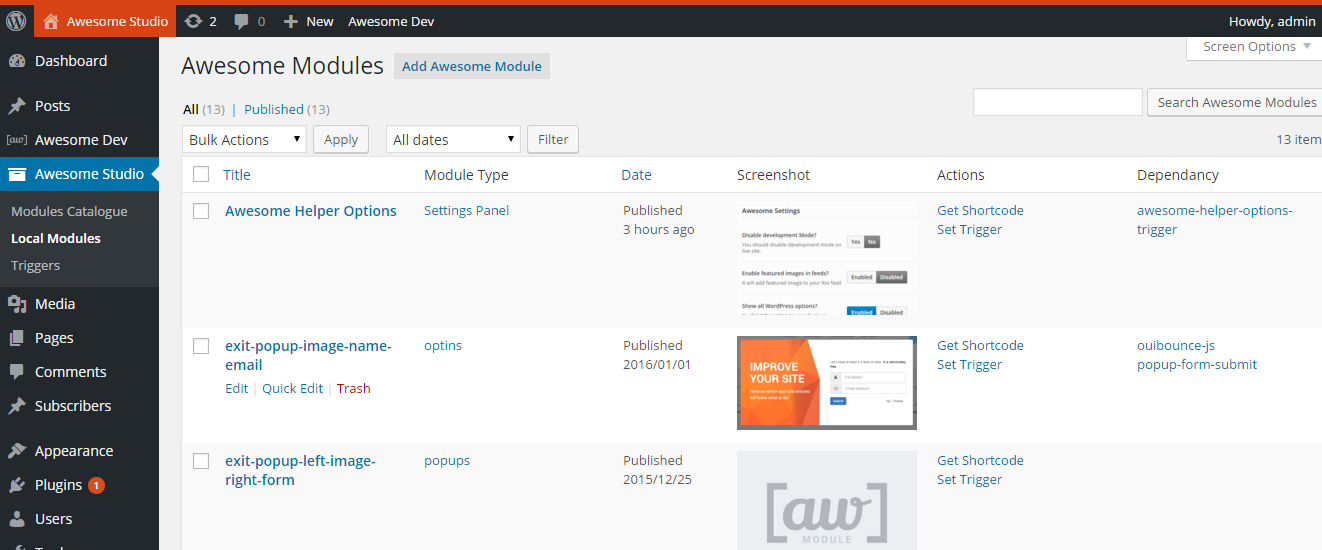 Awesome Studio 2 0 New Awesome Dev Howdy, admin
Dashboard
Posts
[aw] Awesome Dev
Awesome Studio
Modules Catalogue
Local Modules
Triggers
Media
Pages
Comments
Subscribers
Appearance
Plugins 1
Users
Screen Options
Awesome Modules Add Awesome Module
All (13) | Published (13)
Search Awesome Modules
Bulk Actions Apply All dates Filter 13 item
Title Module Type Date Screenshot Actions Dependancy
Awesome Helper Options Settings Panel Published Get Shortcode awesome-helper-options-
3 hours ago Set Trigger trigger
Awesome Settings
Disable development Mode?
You should disable development mode on
live site.
Yes No
Enable featured images in feeds?
It will add featured image to your Rss feed
Enabled Disabled
Show all WordPress options?
Enabled Disabled
exit-popup-image-name- optins Published Get Shortcode ouibounce-js
email 2016/01/01 Set Trigger popup-form-submit
Edit | Quick Edit | Trash
IMPROVE
YOUR SITE
Full Name*
Email address*
Submit
No, Thanks
exit-popup-left-image- popups Published Get Shortcode
right-form 2015/12/25 Set Trigger
[aw]
MODULE